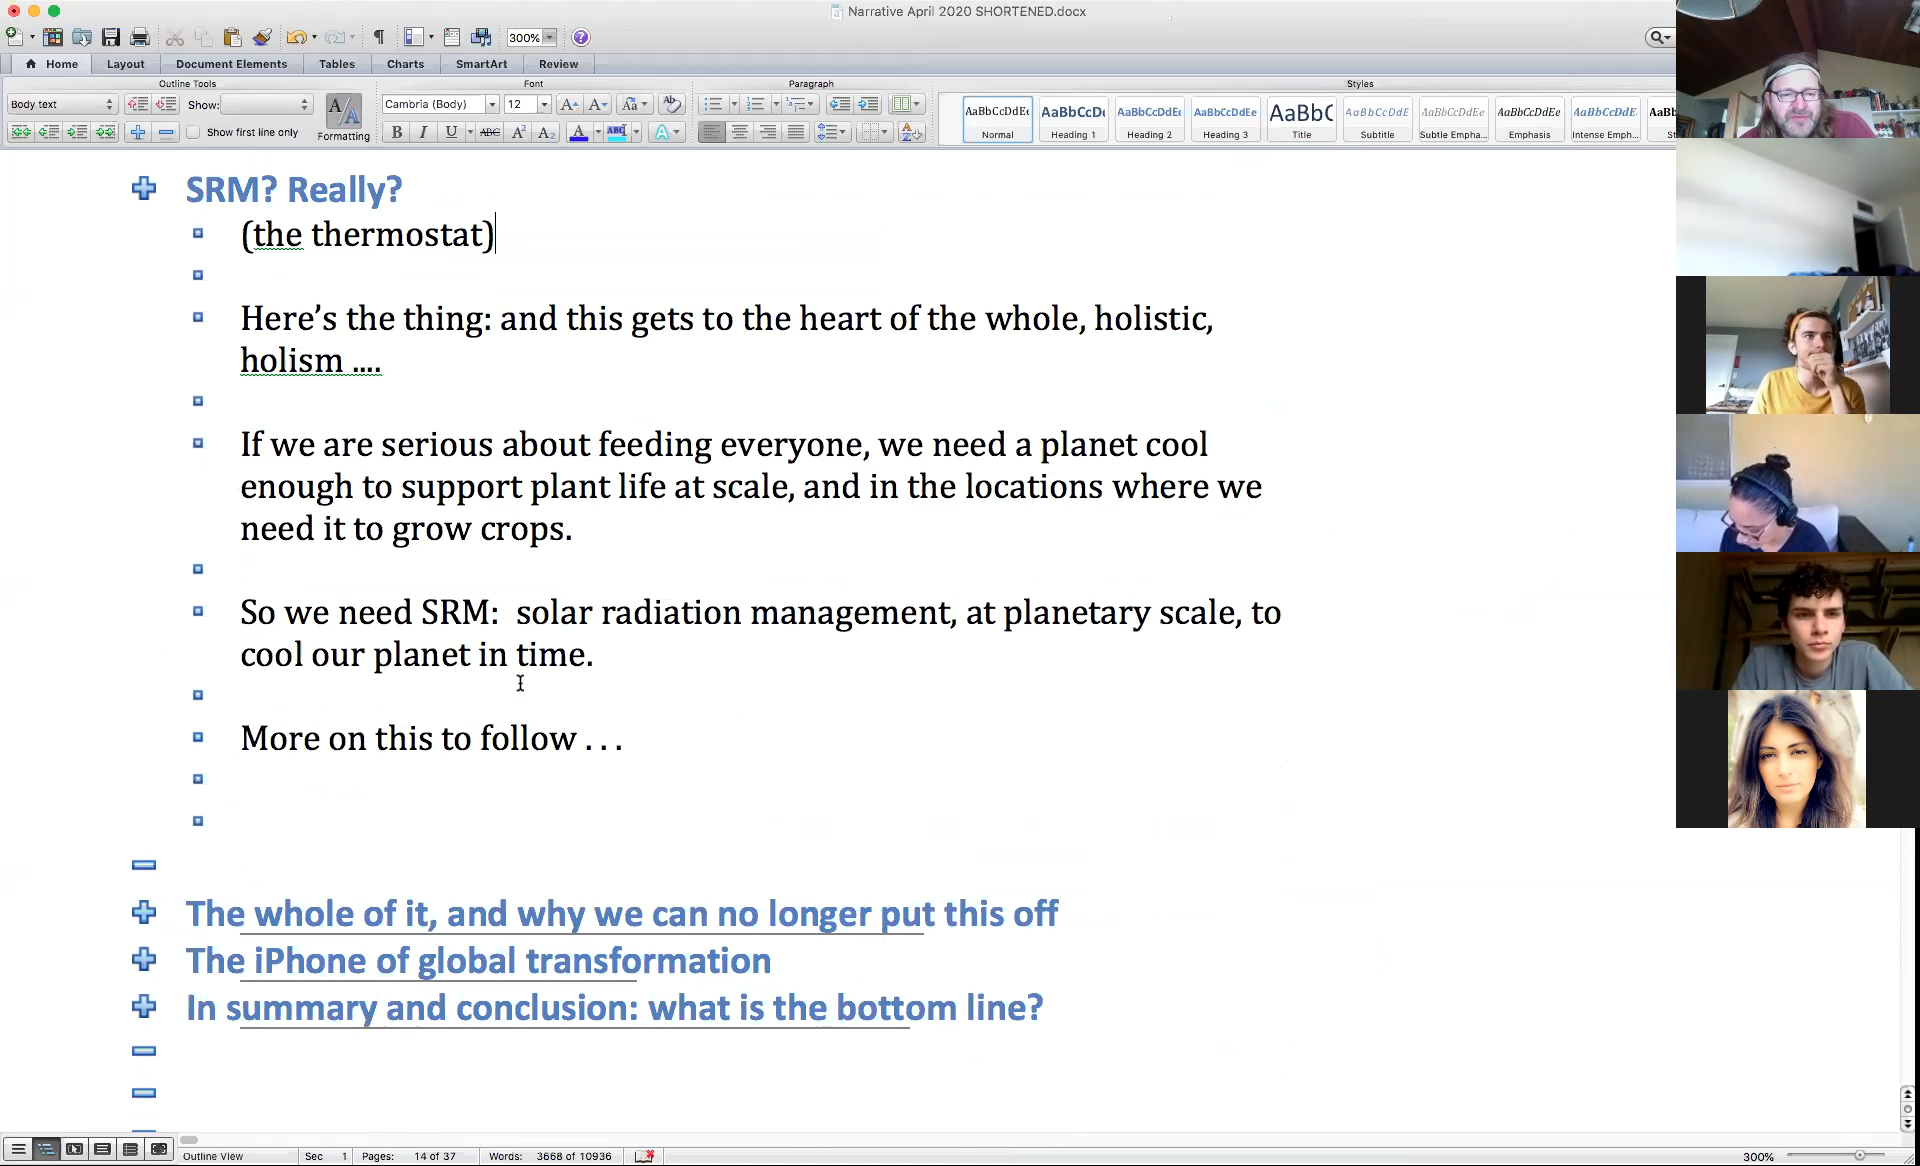 Narrative April 2020 SHORTENED.docx
300%
Home Layout Document Elements Tables Charts SmartArt Review
Outline Tools Font Paragraph Styles
Body text Show: Cambria (Body) 12
AaBbCcDdEe AaBbCcDc AaBbCcDdEe AaBbCcDdEe AaBbC AaBbCcDdE AaBbCcDdEe AaBbCcDdEe AaBbCcDdEe
Show first line only Formatting
Normal Heading 1 Heading 2 Heading 3 Title Subtitle Subtle Empha... Emphasis Intense Emph...
SRM? Really?
(the thermostat)
Here’s the thing: and this gets to the heart of the whole, holistic,
holism ....
If we are serious about feeding everyone, we need a planet cool
enough to support plant life at scale, and in the locations where we
need it to grow crops.
So we need SRM: solar radiation management, at planetary scale, to
cool our planet in time.
More on this to follow . . .
The whole of it, and why we can no longer put this off
The iPhone of global transformation
In summary and conclusion: what is the bottom line?
Outline View Sec 1 Pages: 14 of 37 Words: 3668 of 10936 300%